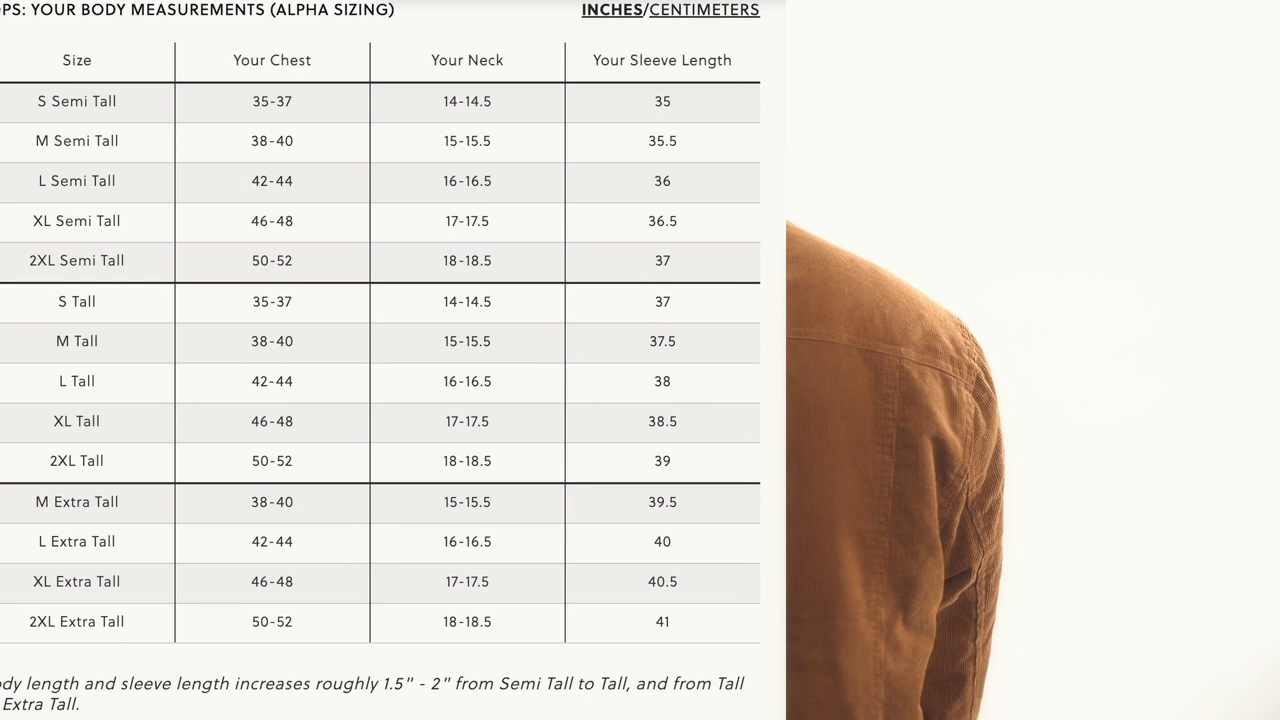 PS: YOUR BODY MEASUREMENTS (ALPHA SIZING) INCHES/CENTIMETERS
Size Your Chest Your Neck Your Sleeve Length
S Semi Tall 35-37 14-14.5 35
M Semi Tall 38-40 15-15.5 35.5
L Semi Tall 42-44 16-16.5 36
XL Semi Tall 46-48 17-17.5 36.5
2XL Semi Tall 50-52 18-18.5 37
S Tall 35-37 14-14.5 37
M Tall 38-40 15-15.5 37.5
L Tall 42-44 16-16.5 38
XL Tall 46-48 17-17.5 38.5
2XL Tall 50-52 18-18.5 39
M Extra Tall 38-40 15-15.5 39.5
L Extra Tall 42-44 16-16.5 40
XL Extra Tall 46-48 17-17.5 40.5
2XL Extra Tall 50-52 18-18.5 41
dy length and sleeve length increases roughly 1.5" - 2" from Semi Tall to Tall, and from Tall
Extra Tall.